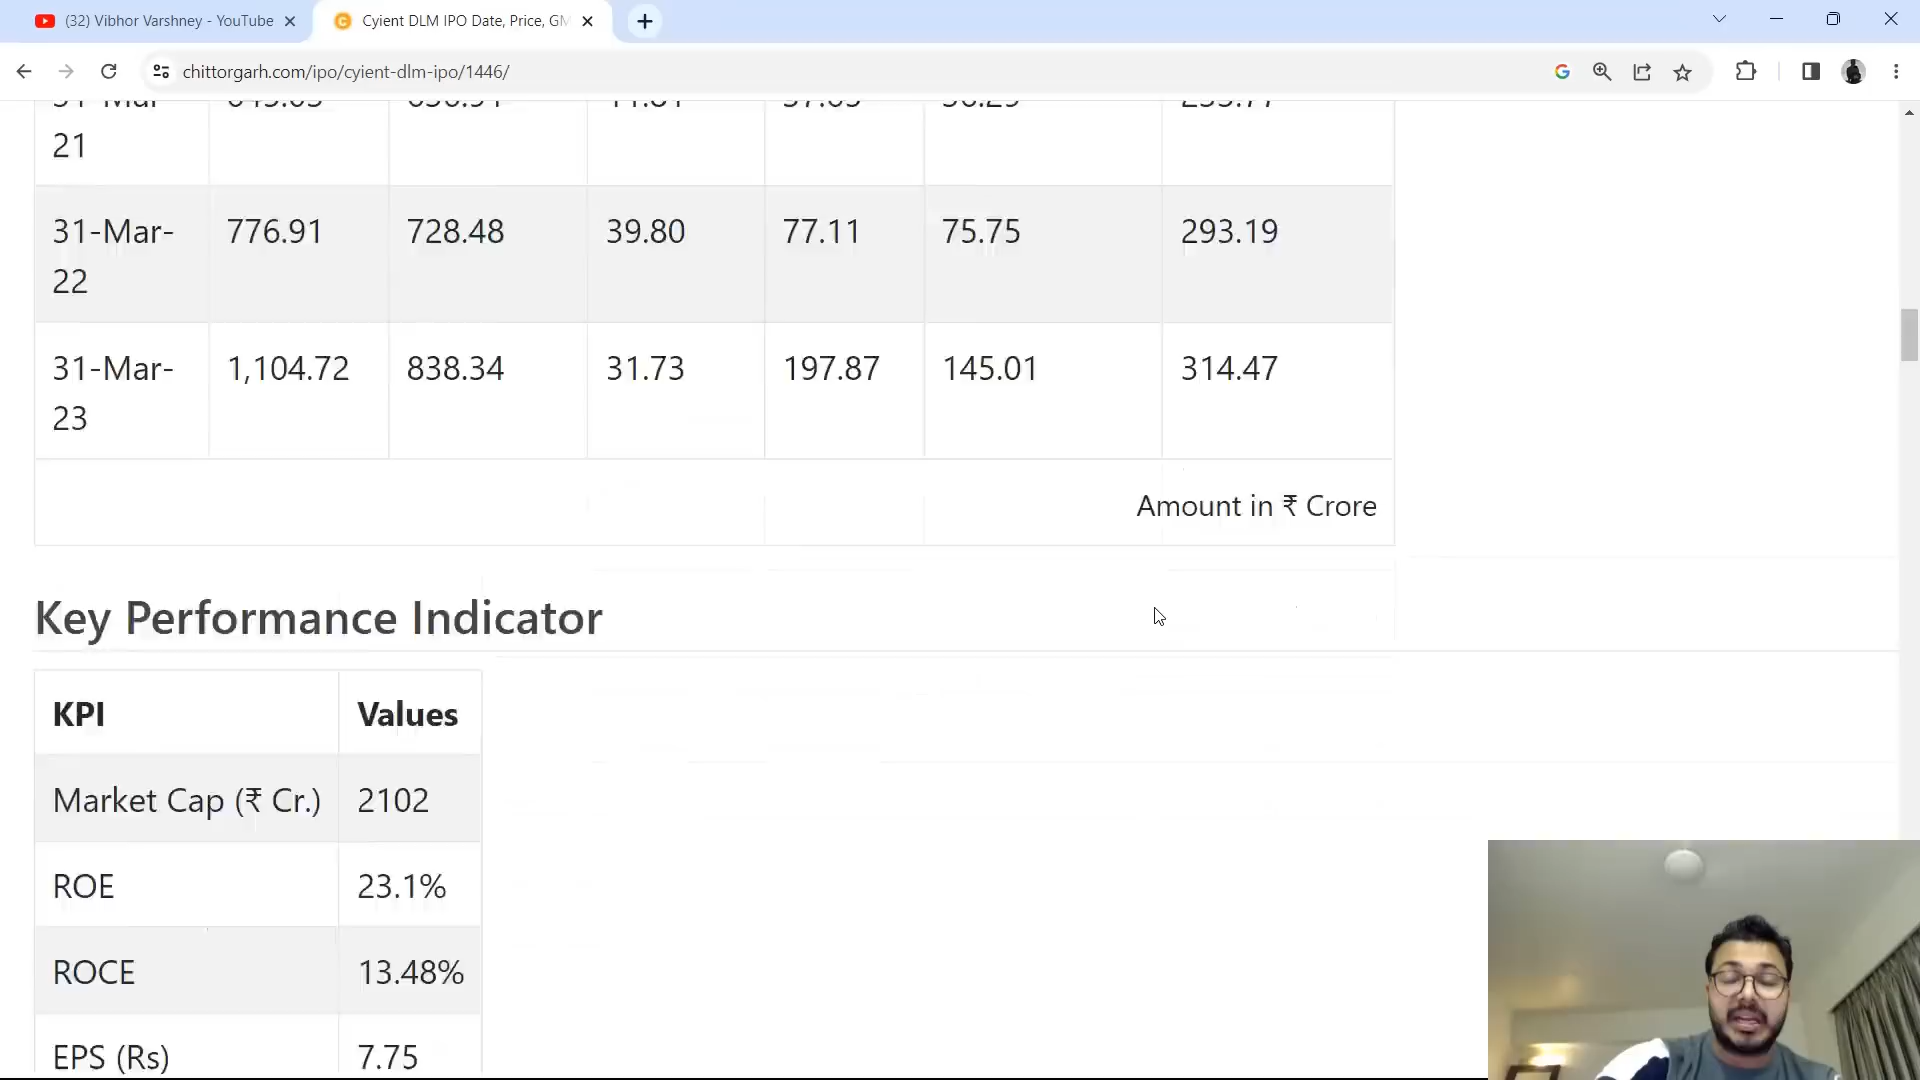 (32) Vibhor Varshney - YouTube
Cyient DLM IPO Date, Price, GM
chittorgarh.com/ipo/cyient-dlm-ipo/1446/
21
31-Mar-22 776.91 728.48 39.80 77.11 75.75 293.19
31-Mar-23 1,104.72 838.34 31.73 197.87 145.01 314.47
Amount in ₹ Crore
Key Performance Indicator
KPI Values
Market Cap (₹ Cr.) 2102
ROE 23.1%
ROCE 13.48%
EPS (Rs) 7.75